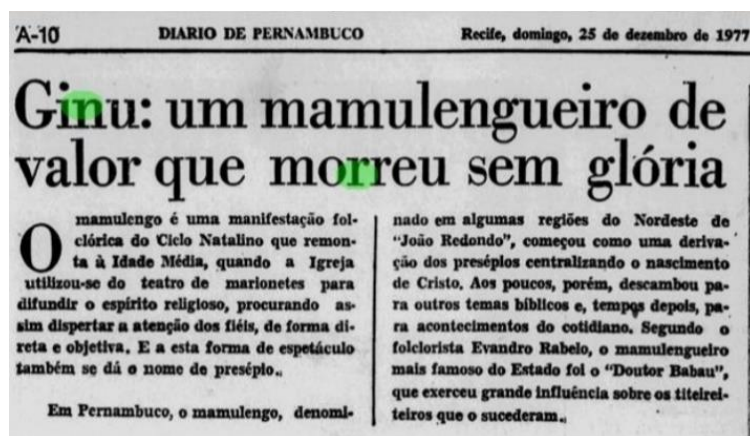 A-10 DIARIO DE PERNAMBUCO Recife, domingo, 25 de dezembro de 1977
Ginu: um mamulengueiro de
valor que morreu sem glória
O mamulengo é uma manifestação fol-
clórica do Ciclo Natalino que remon-
ta à Idade Média, quando a Igreja
utilizou-se do teatro de marionetes para
difundir o espírito religioso, procurando as-
sim dispertar a atenção dos fiéis, de forma di-
reta e objetiva. E a esta forma de espetáculo
também se dá o nome de presépio.
Em Pernambuco, o mamulengo, denomi-
nado em algumas regiões do Nordeste de
"João Redondo", começou como uma deriva-
ção dos presépios centralizando o nascimento
de Cristo. Aos poucos, porém, descambou pa-
ra outros temas bíblicos e, tempos depois, pa-
ra acontecimentos do cotidiano. Segundo o
folclorista Evandro Rabelo, o mamulengueiro
mais famoso do Estado foi o "Doutor Babau",
que exerceu grande influência sobre os titelrei-
teiros que o sucederam.